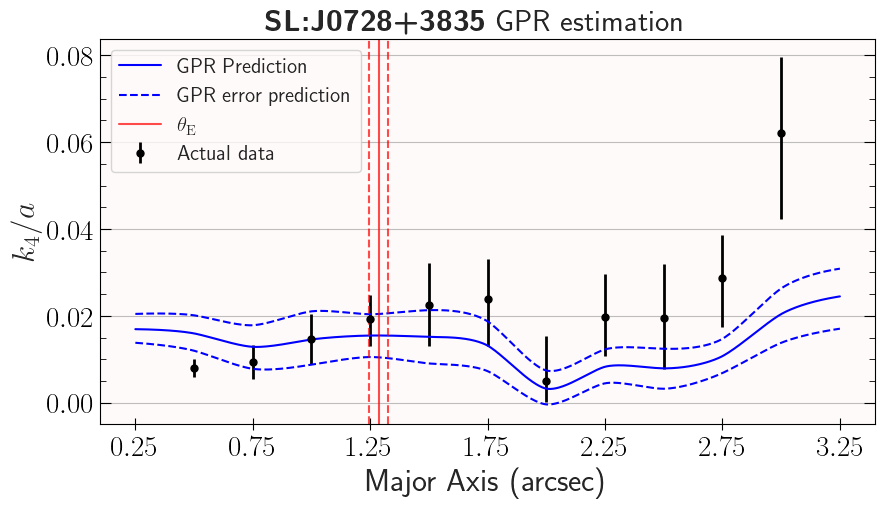 SL:J0728+3835 GPR estimation
GPR Prediction
GPR error prediction
θE
Actual data
k4/a
0.08
0.06
0.04
0.02
0.00
0.25 0.75 1.25 1.75 2.25 2.75 3.25
Major Axis (arcsec)